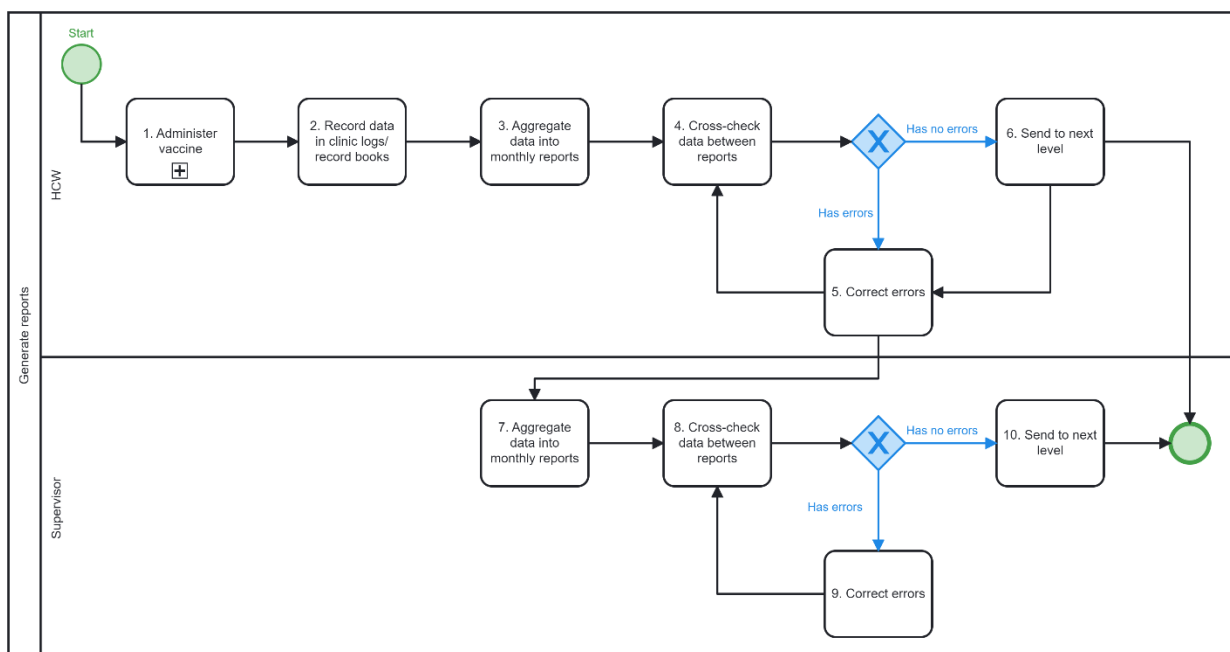 Start
Generate reports
HCW
1. Administer
vaccine
2. Record data
in clinic logs/
record books
3. Aggregate
data into
monthly reports
4. Cross-check
data between
reports
X
Has no errors
6. Send to next
level
Has errors
5. Correct errors
Supervisor
7. Aggregate
data into
monthly reports
8. Cross-check
data between
reports
X
Has no errors
10. Send to next
level
Has errors
9. Correct errors